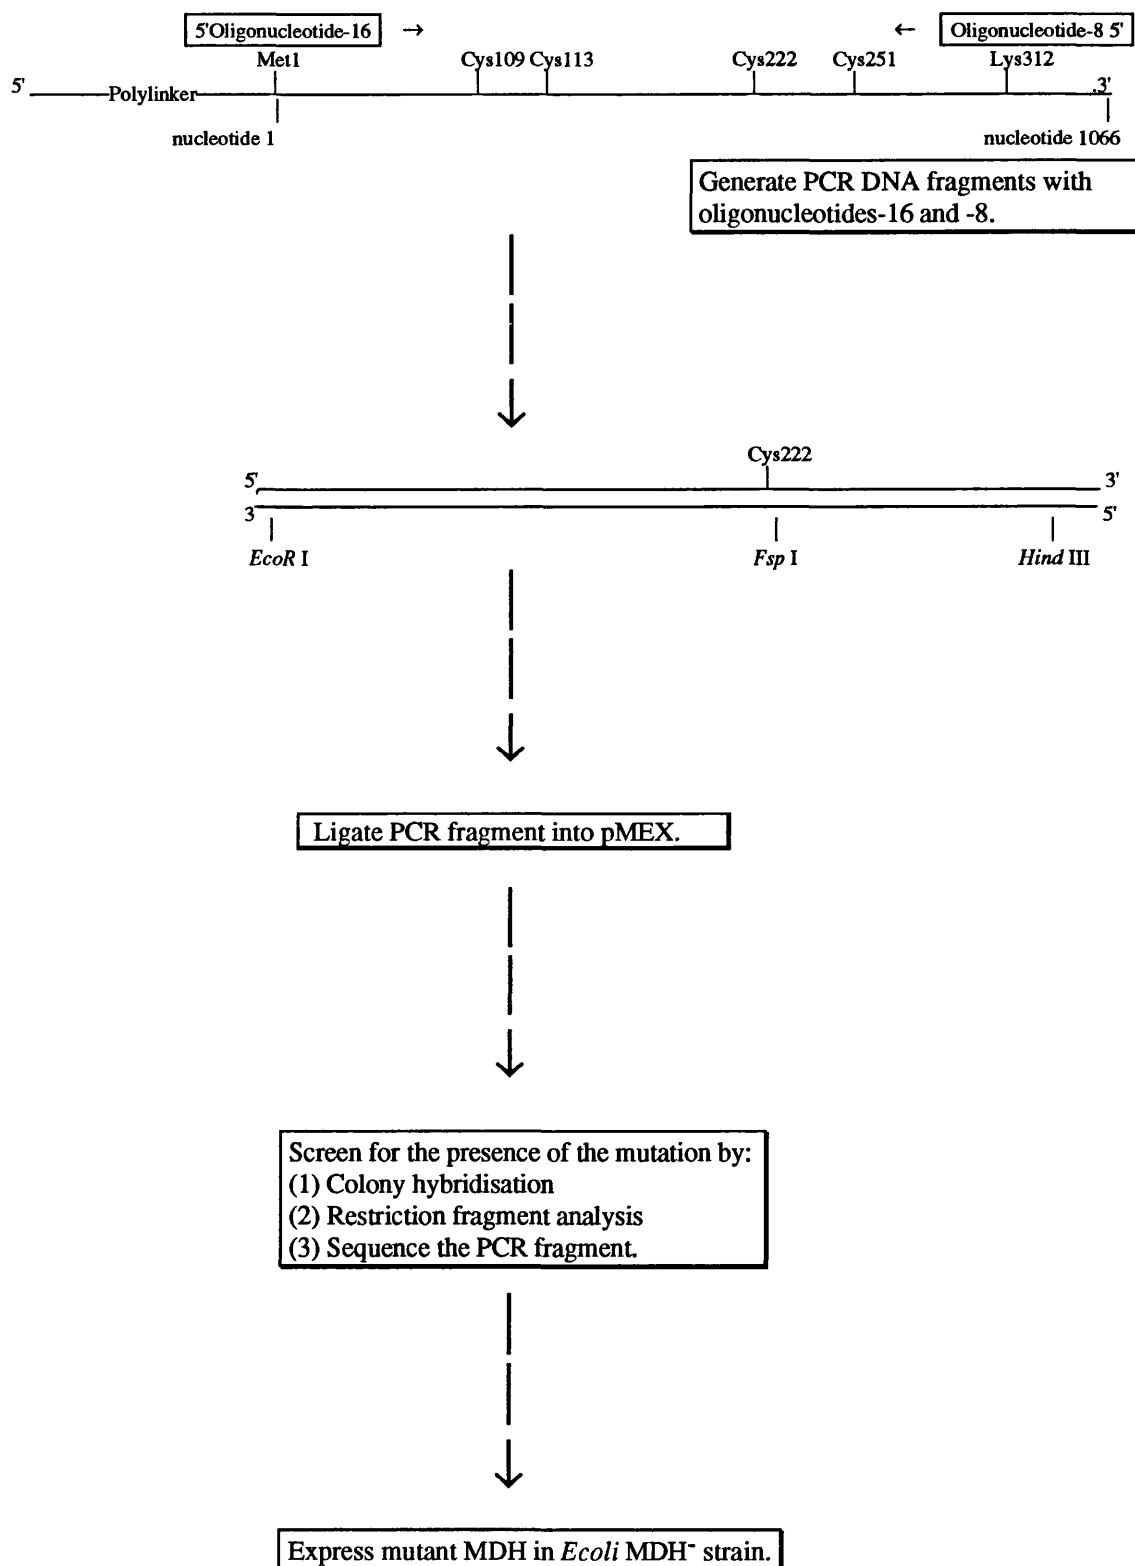 5'Oligonucleotide-16 → ← Oligonucleotide-8 5'
Met1 Cys109 Cys113 Cys222 Cys251 Lys312
5' Polylinker .3'
nucleotide 1 nucleotide 1066
Generate PCR DNA fragments with
oligonucleotides-16 and -8.
Cys222
5' 3'
3' 5'
EcoR I Fsp I Hind III
Ligate PCR fragment into pMEX.
Screen for the presence of the mutation by:
(1) Colony hybridisation
(2) Restriction fragment analysis
(3) Sequence the PCR fragment.
Express mutant MDH in Ecoli MDH⁻ strain.